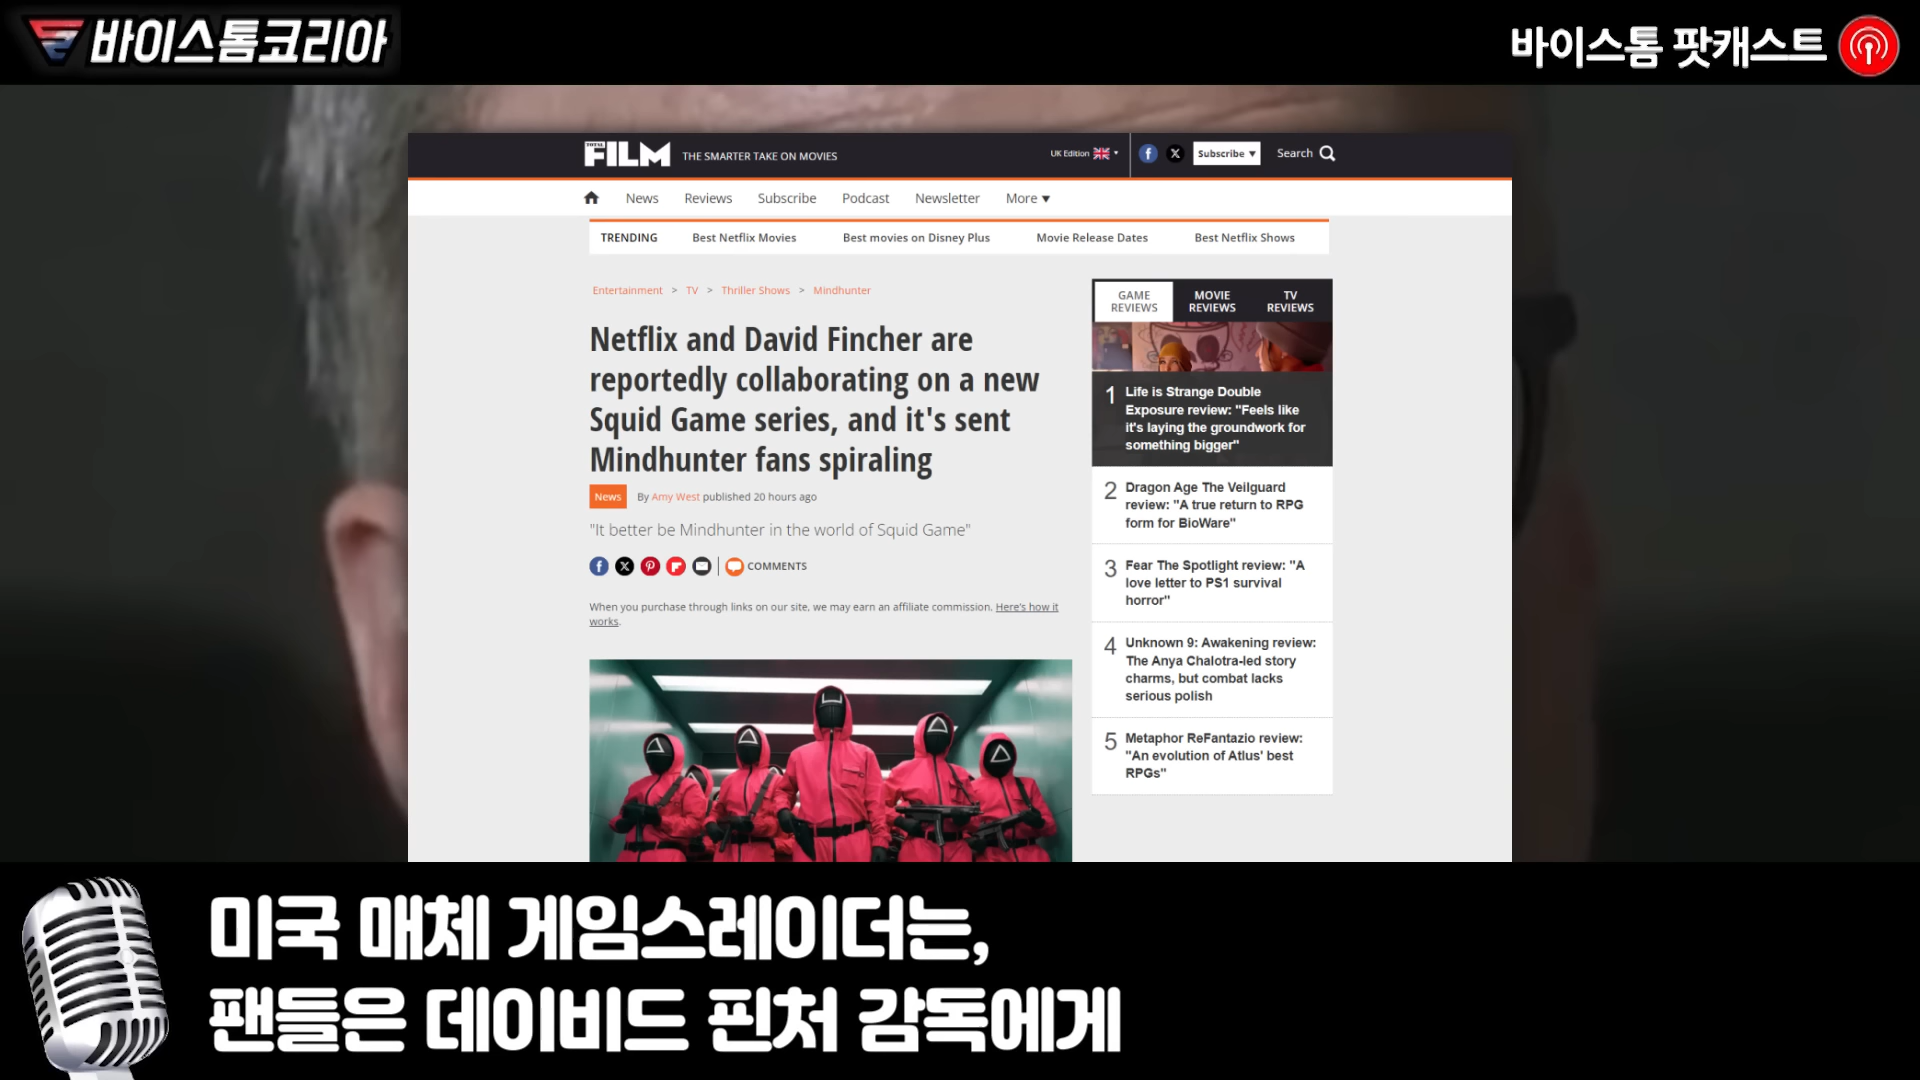 바이스톰코리아
바이스톰 팟캐스트
TOTAL
FILM
THE SMARTER TAKE ON MOVIES
UK Edition
Subscribe ▼
Search
News
Reviews
Subscribe
Podcast
Newsletter
More ▼
TRENDING
Best Netflix Movies
Best movies on Disney Plus
Movie Release Dates
Best Netflix Shows
Entertainment > TV > Thriller Shows > Mindhunter
Netflix and David Fincher are
reportedly collaborating on a new
Squid Game series, and it's sent
Mindhunter fans spiraling
News
By Amy West published 20 hours ago
"It better be Mindhunter in the world of Squid Game"
COMMENTS
When you purchase through links on our site, we may earn an affiliate commission. Here's how it
works.
GAME
REVIEWS
MOVIE
REVIEWS
TV
REVIEWS
1 Life is Strange Double
Exposure review: "Feels like
it's laying the groundwork for
something bigger"
2 Dragon Age The Veilguard
review: "A true return to RPG
form for BioWare"
3 Fear The Spotlight review: "A
love letter to PS1 survival
horror"
4 Unknown 9: Awakening review:
The Anya Chalotra-led story
charms, but combat lacks
serious polish
5 Metaphor ReFantazio review:
"An evolution of Atlus' best
RPGs"
미국 매체 게임스레이더는,
팬들은 데이비드 핀처 감독에게